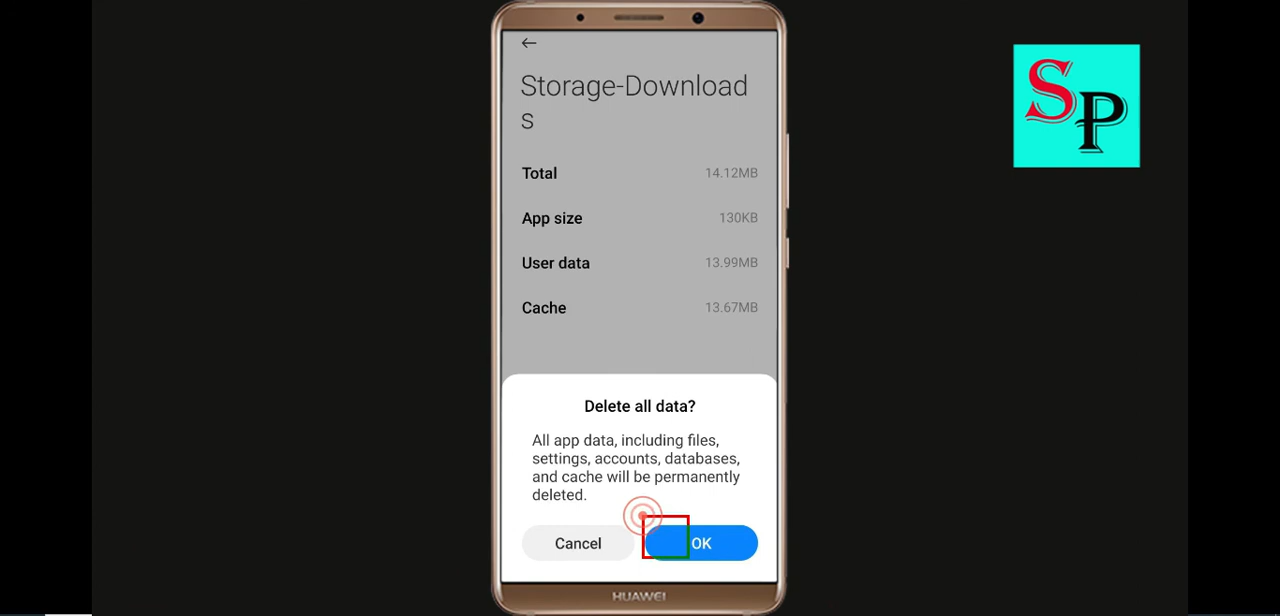 SP
Storage-Download
s
Total 14.12MB
App size 130KB
User data 13.99MB
Cache 13.67MB
Delete all data?
All app data, including files,
settings, accounts, databases,
and cache will be permanently
deleted.
Cancel OK
HUAWEI